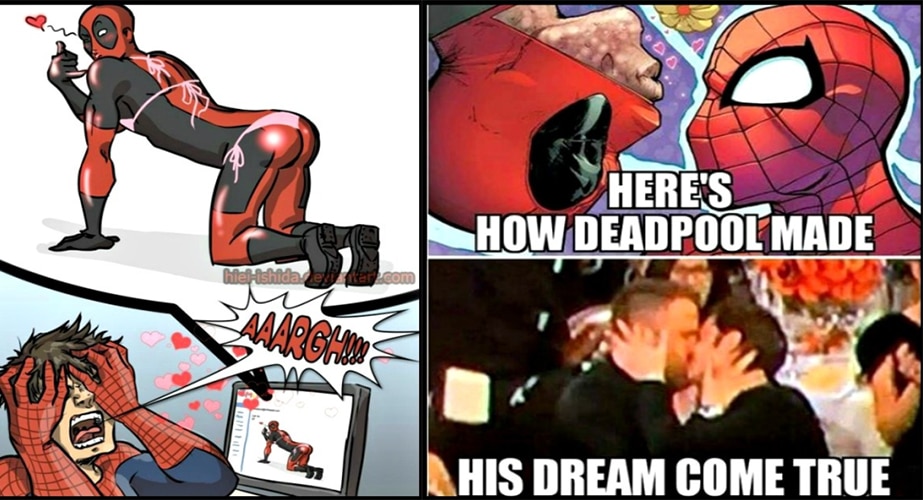 hiei-ishida.deviantart.com
AAARGH!!!!
HERE'S
HOW DEADPOOL MADE
HIS DREAM COME TRUE